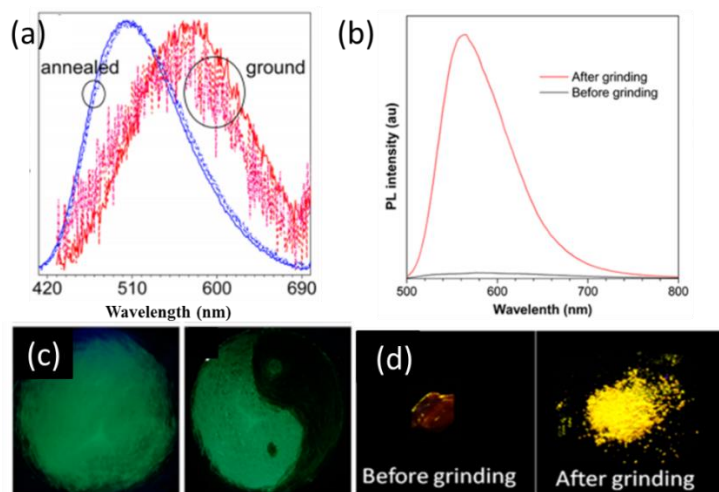 (a)
annealed
ground
420 510 600 690
Wavelength (nm)
(b)
PL intensity (au)
After grinding
Before grinding
500 600 700 800
Wavelenth (nm)
(c)
(d)
Before grinding
After grinding